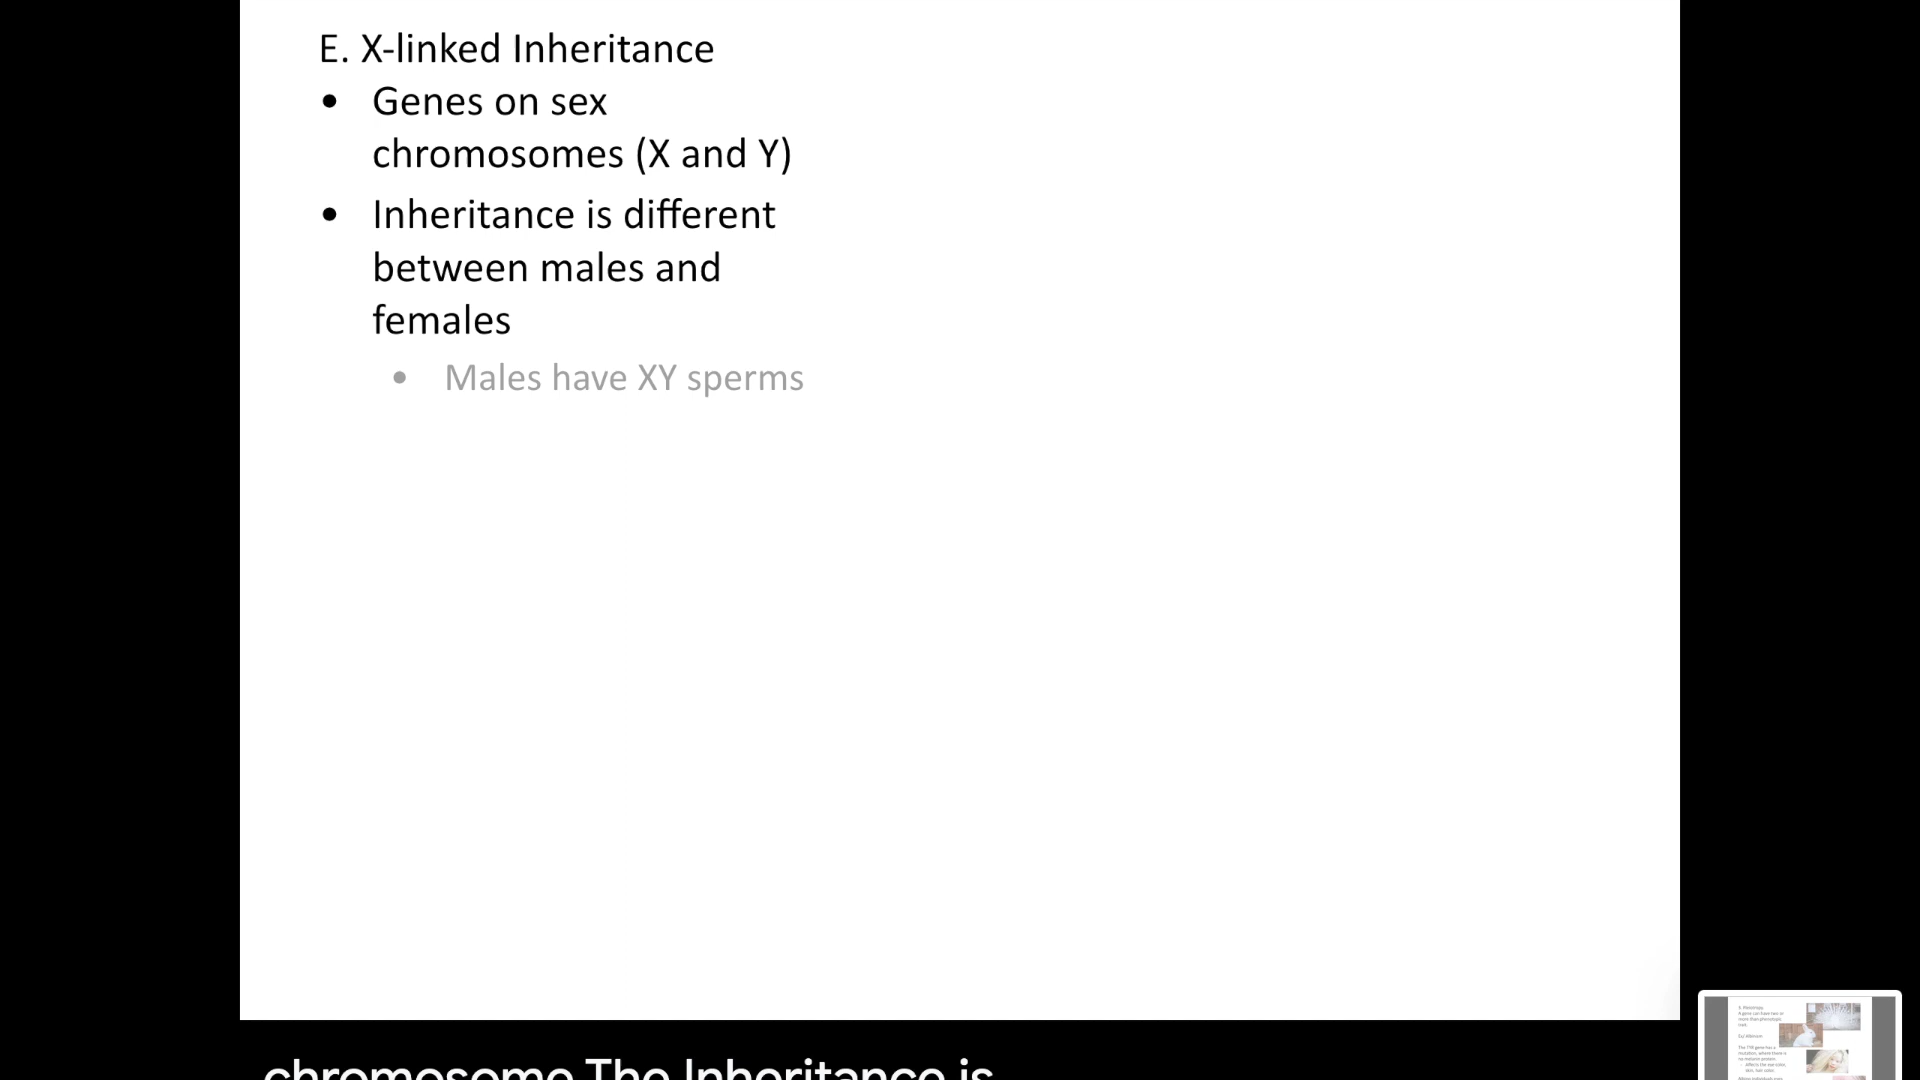 E. X-linked Inheritance
• Genes on sex
chromosomes (X and Y)
• Inheritance is different
between males and
females
• Males have XY sperms
chromosome The Inheritance is